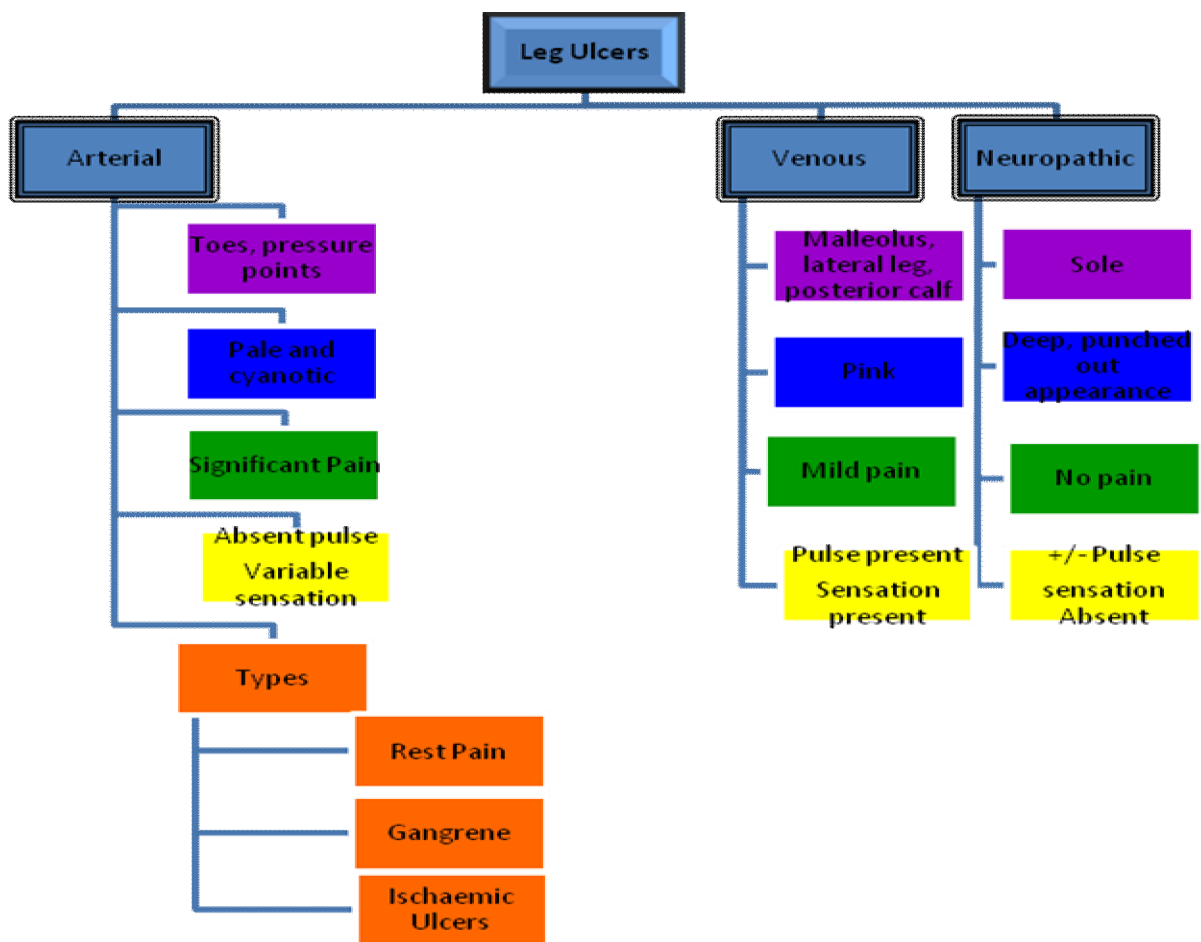 Leg Ulcers
Arterial
Venous
Neuropathic
Toes, pressure
points
Pale and
cyanotic
Significant Pain
Absent pulse
Variable
sensation
Types
Rest Pain
Gangrene
Ischaemic
Ulcers
Malleolus,
lateral leg,
posterior calf
Pink
Mild pain
Pulse present
Sensation
present
Sole
Deep, punched
out
appearance
No pain
+/- Pulse
sensation
Absent